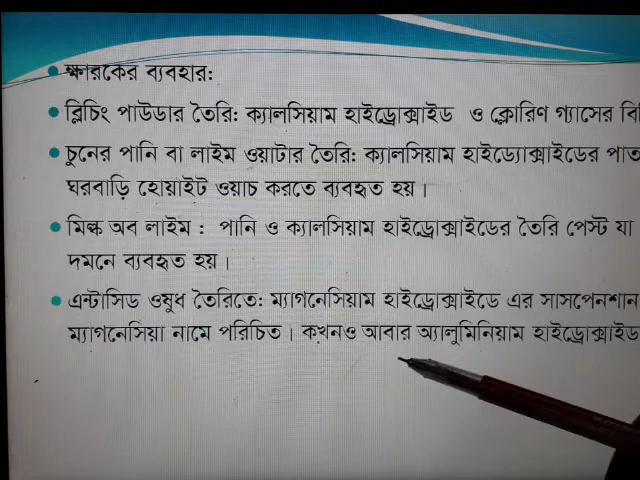 ক্ষারকের ব্যবহার:
ব্লিচিং পাউডার তৈরি: ক্যালসিয়াম হাইড্রোক্সাইড ও ক্লোরিণ গ্যাসের
চুনের পানি বা লাইম ওয়াটার তৈরি: ক্যালসিয়াম হাইড্যোক্সাইডের
ঘরবাড়ি হোয়াইট ওয়াচ করতে ব্যবহৃত হয়।
মিল্ক অব লাইম : পানি ও ক্যালসিয়াম হাইড্রোক্সাইডের তৈরি পেস্ট যা
দমনে ব্যবহৃত হয়।
এন্টাসিড ওষুধ তৈরিতে: ম্যাগনেসিয়াম হাইড্রোক্সাইডে এর সাসপেনশান
ম্যাগনেসিয়া নামে পরিচিত। কখনও আবার অ্যালুমিনিয়াম হাইড্রোক্সাইড